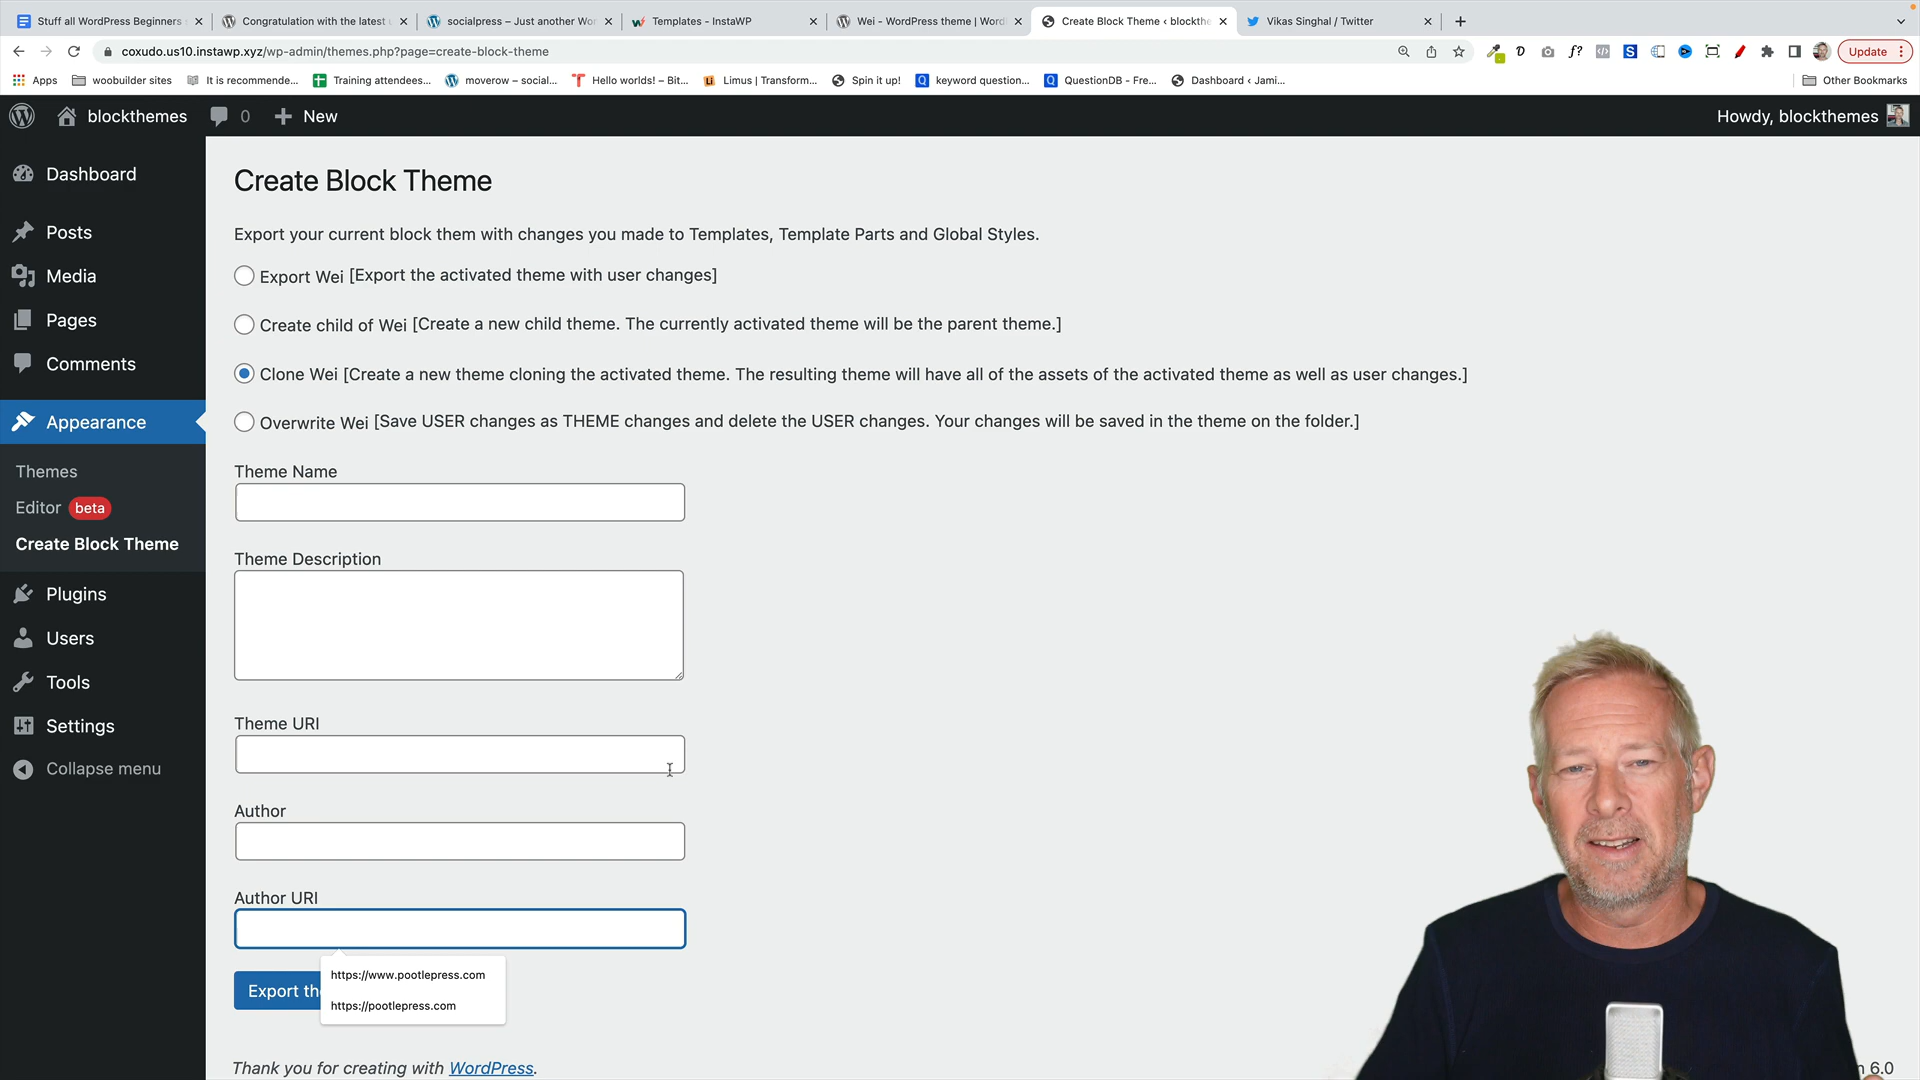 Stuff all WordPress Beginners
Congratulation with the latest
socialpress – Just another Wor
Templates - InstaWP
Wei - WordPress theme | Word
Create Block Theme ‹ blockthe
Vikas Singhal / Twitter
coxudo.us10.instawp.xyz/wp-admin/themes.php?page=create-block-theme
Update
Apps
woobuilder sites
It is recommende...
Training attendees...
moverow – social...
Hello worlds! – Bit...
Limus | Transform...
Spin it up!
keyword question...
QuestionDB - Fre...
Dashboard ‹ Jami...
Other Bookmarks
blockthemes
0
New
Howdy, blockthemes
Dashboard
Posts
Media
Pages
Comments
Appearance
Themes
Editor beta
Create Block Theme
Plugins
Users
Tools
Settings
Collapse menu
Create Block Theme
Export your current block them with changes you made to Templates, Template Parts and Global Styles.
Export Wei [Export the activated theme with user changes]
Create child of Wei [Create a new child theme. The currently activated theme will be the parent theme.]
Clone Wei [Create a new theme cloning the activated theme. The resulting theme will have all of the assets of the activated theme as well as user changes.]
Overwrite Wei [Save USER changes as THEME changes and delete the USER changes. Your changes will be saved in the theme on the folder.]
Theme Name
Theme Description
Theme URI
Author
Author URI
Export th
https://www.pootlepress.com
https://pootlepress.com
Thank you for creating with WordPress.
n 6.0